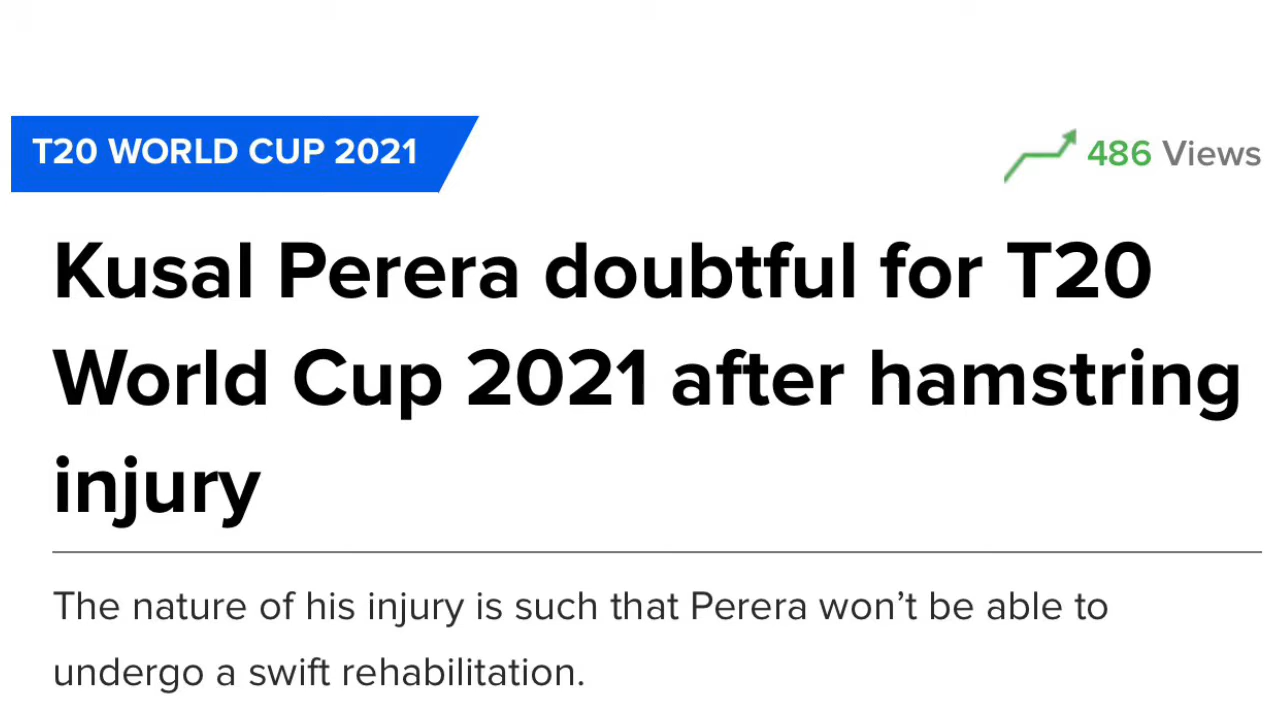 T20 WORLD CUP 2021
486 Views
Kusal Perera doubtful for T20
World Cup 2021 after hamstring
injury
The nature of his injury is such that Perera won’t be able to
undergo a swift rehabilitation.